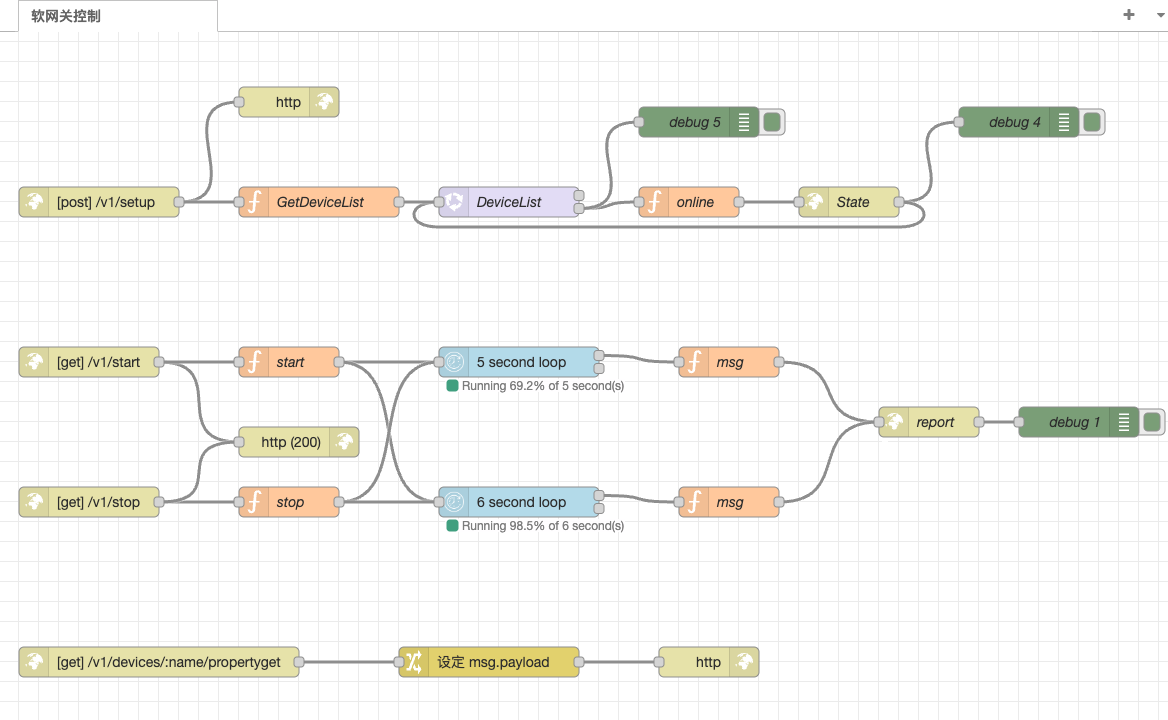 软网关控制
http
debug 5
debug 4
[post] /v1/setup
GetDeviceList
DeviceList
online
State
[get] /v1/start
start
5 second loop
msg
Running 69.2% of 5 second(s)
http (200)
report
debug 1
[get] /v1/stop
stop
6 second loop
msg
Running 98.5% of 6 second(s)
[get] /v1/devices/:name/propertyget
设定 msg.payload
http